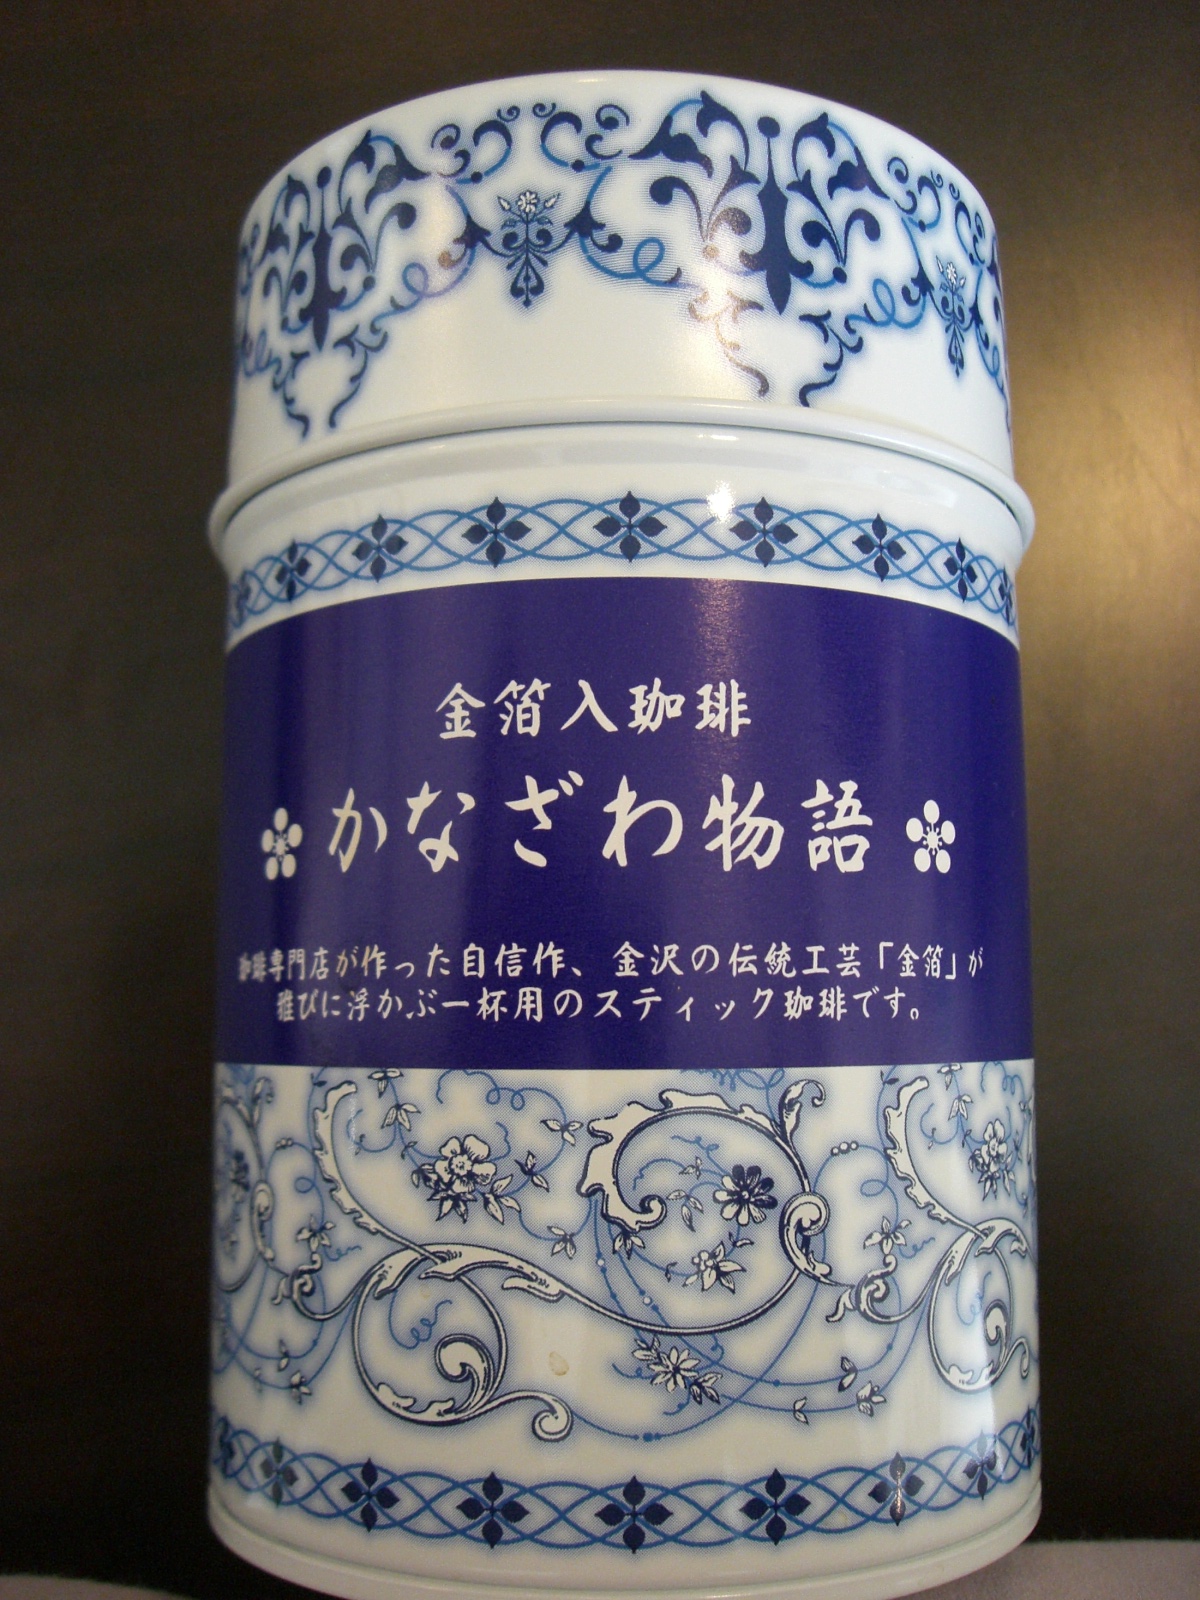 金箔入珈琲
かなざわ物語
珈琲専門店が作った自信作、金沢の伝統工芸「金箔」が
雅びに浮かぶ一杯用のスティック珈琲です。